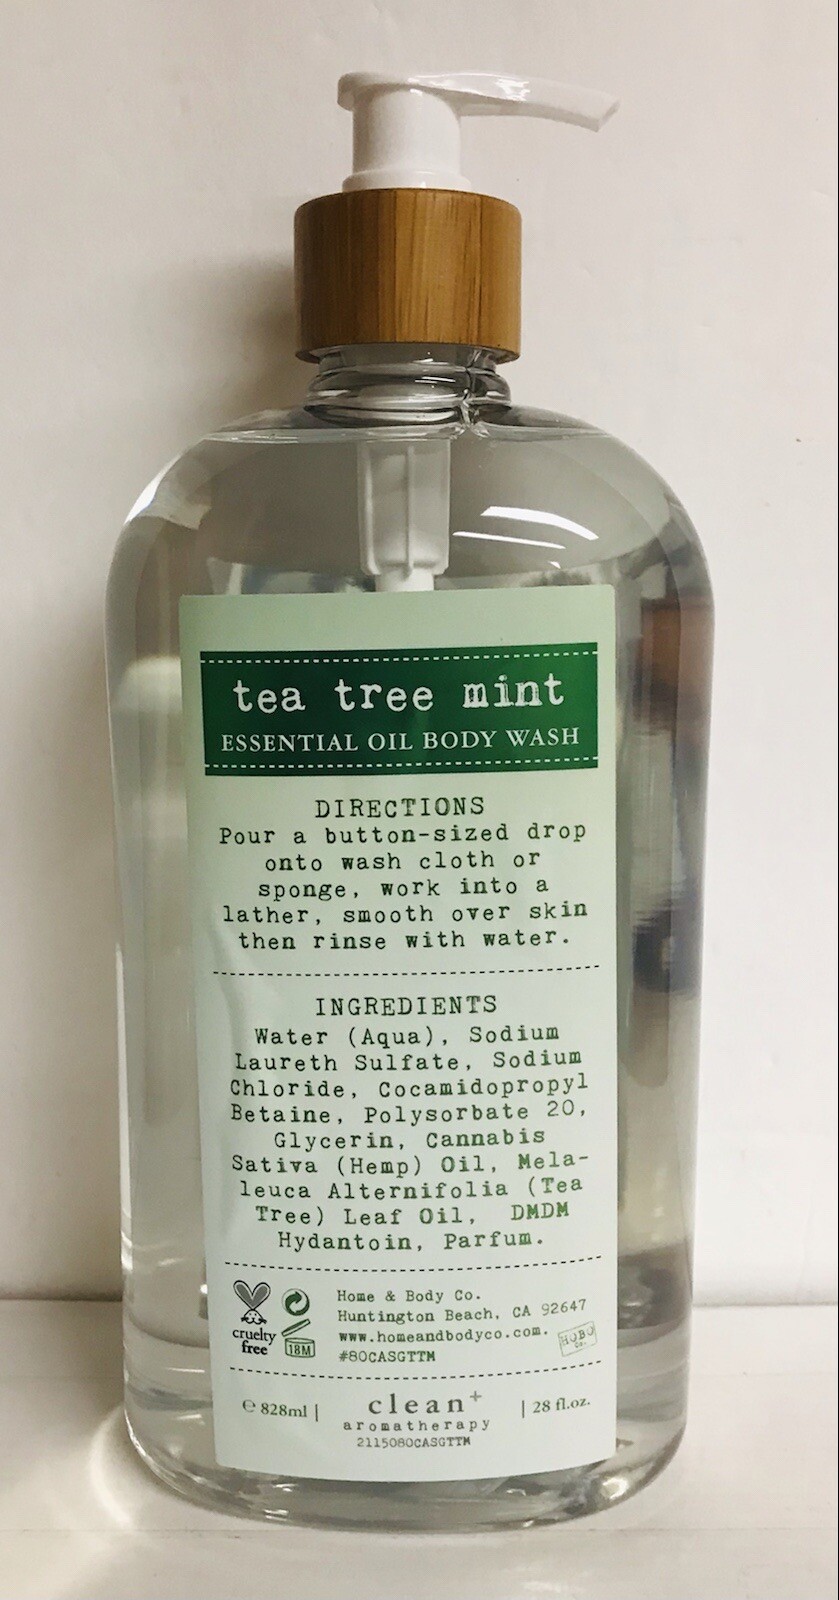 tea tree mint
ESSENTIAL OIL BODY WASH
DIRECTIONS
Pour a button-sized drop
onto wash cloth or
sponge, work into a
lather, smooth over skin
then rinse with water.
INGREDIENTS
Water (Aqua), Sodium
Laureth Sulfate, Sodium
Chloride, Cocamidopropyl
Betaine, Polysorbate 20,
Glycerin, Cannabis
Sativa (Hemp) Oil, Mela-
leuca Alternifolia (Tea
Tree) Leaf Oil, DMDM
Hydantoin, Parfum.
cruelty
free
18M
Home & Body Co.
Huntington Beach, CA 92647
www.homeandbodyco.com.
#80CASGTTM
HOBO
Co.
℮ 828ml |
clean+
aromatherapy
2115080CASGTTM
| 28 fl.oz.